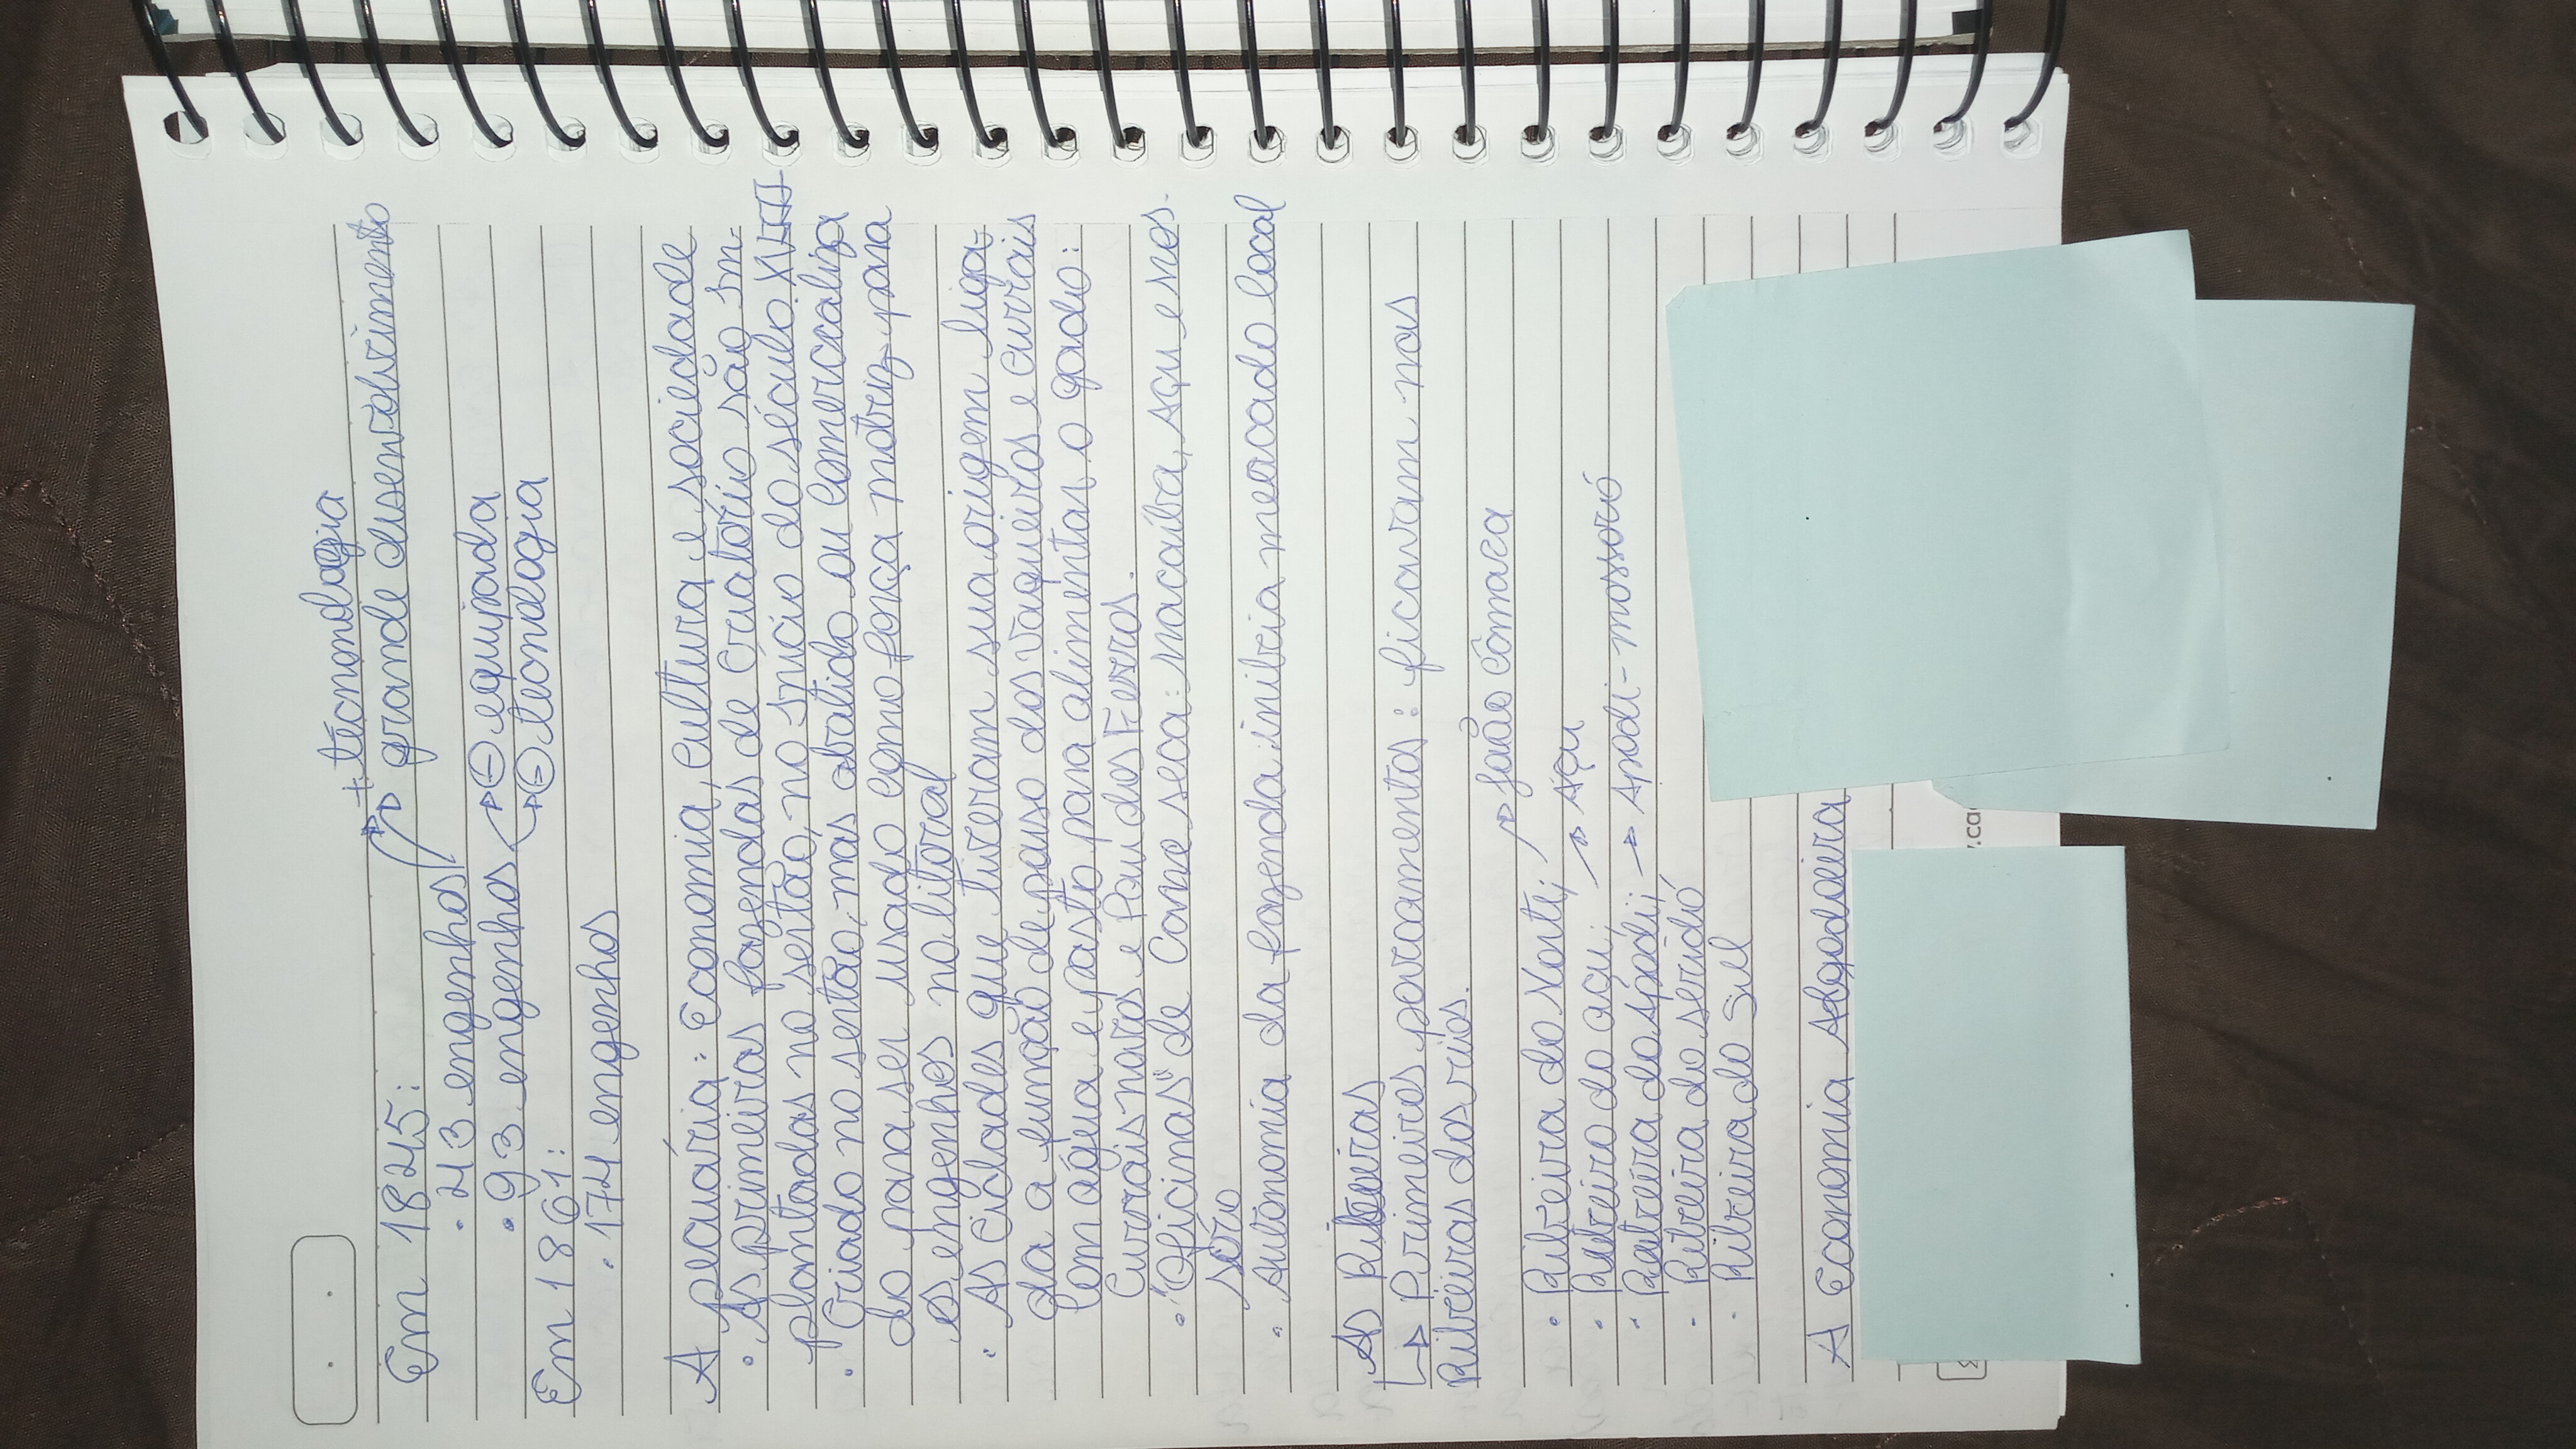 + tecnonologia
Em 1845: → grande disenvolvimento
• 43 engenhos
• 93 engenhos → ⊖ equipada
→ ⊖ tecnologia
Em 1861:
• 174 engenhos
A pecuária: Economia, cultura e sociedade
• As primeiras fazendas de criatório são im-
plantadas no sertão, no início do século XVIII
• Criado no sertão, mas abatido ou comercializa
do para ser usado como força motriz para
os engenhos no litoral
• As cidades que tiveram sua origem liga-
da a função de pouso dos vaqueiros e currais
com água e pasto para alimentar o gado:
Currais novos e Pau dos Ferros.
• "Oficinas" de Carne seca: Macaíba, Açu e Mos-
soró
• Autonomia da fazenda inibia mercado local
As Ribeiras
↳ Primeiros povoamentos: ficavam nas
Ribeiras dos rios.
→ João Câmara
• Ribeira do Norte;
• Ribeira do açu; → Açu
• Ribeira do apodi; → Apodi-mossoró
• Ribeira do seridó
• Ribeira do Sul
A Economia Algodoeira